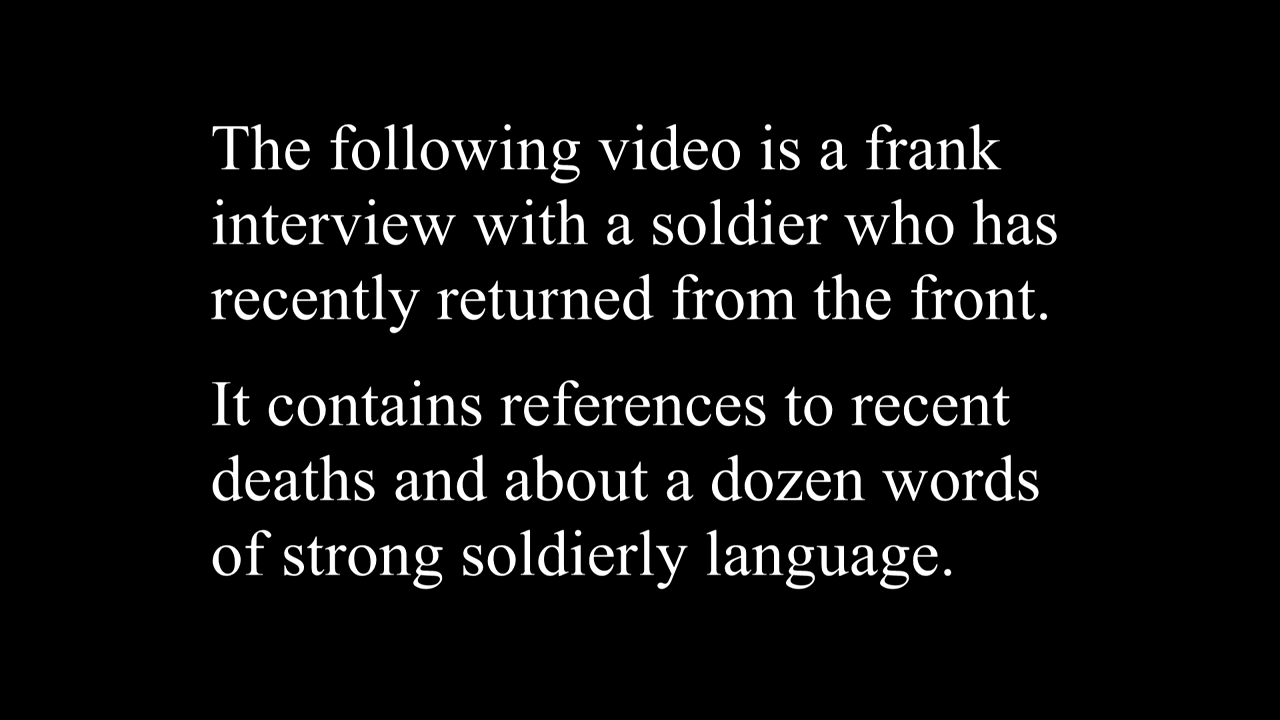 The following video is a frank
interview with a soldier who has
recently returned from the front.
It contains references to recent
deaths and about a dozen words
of strong soldierly language.